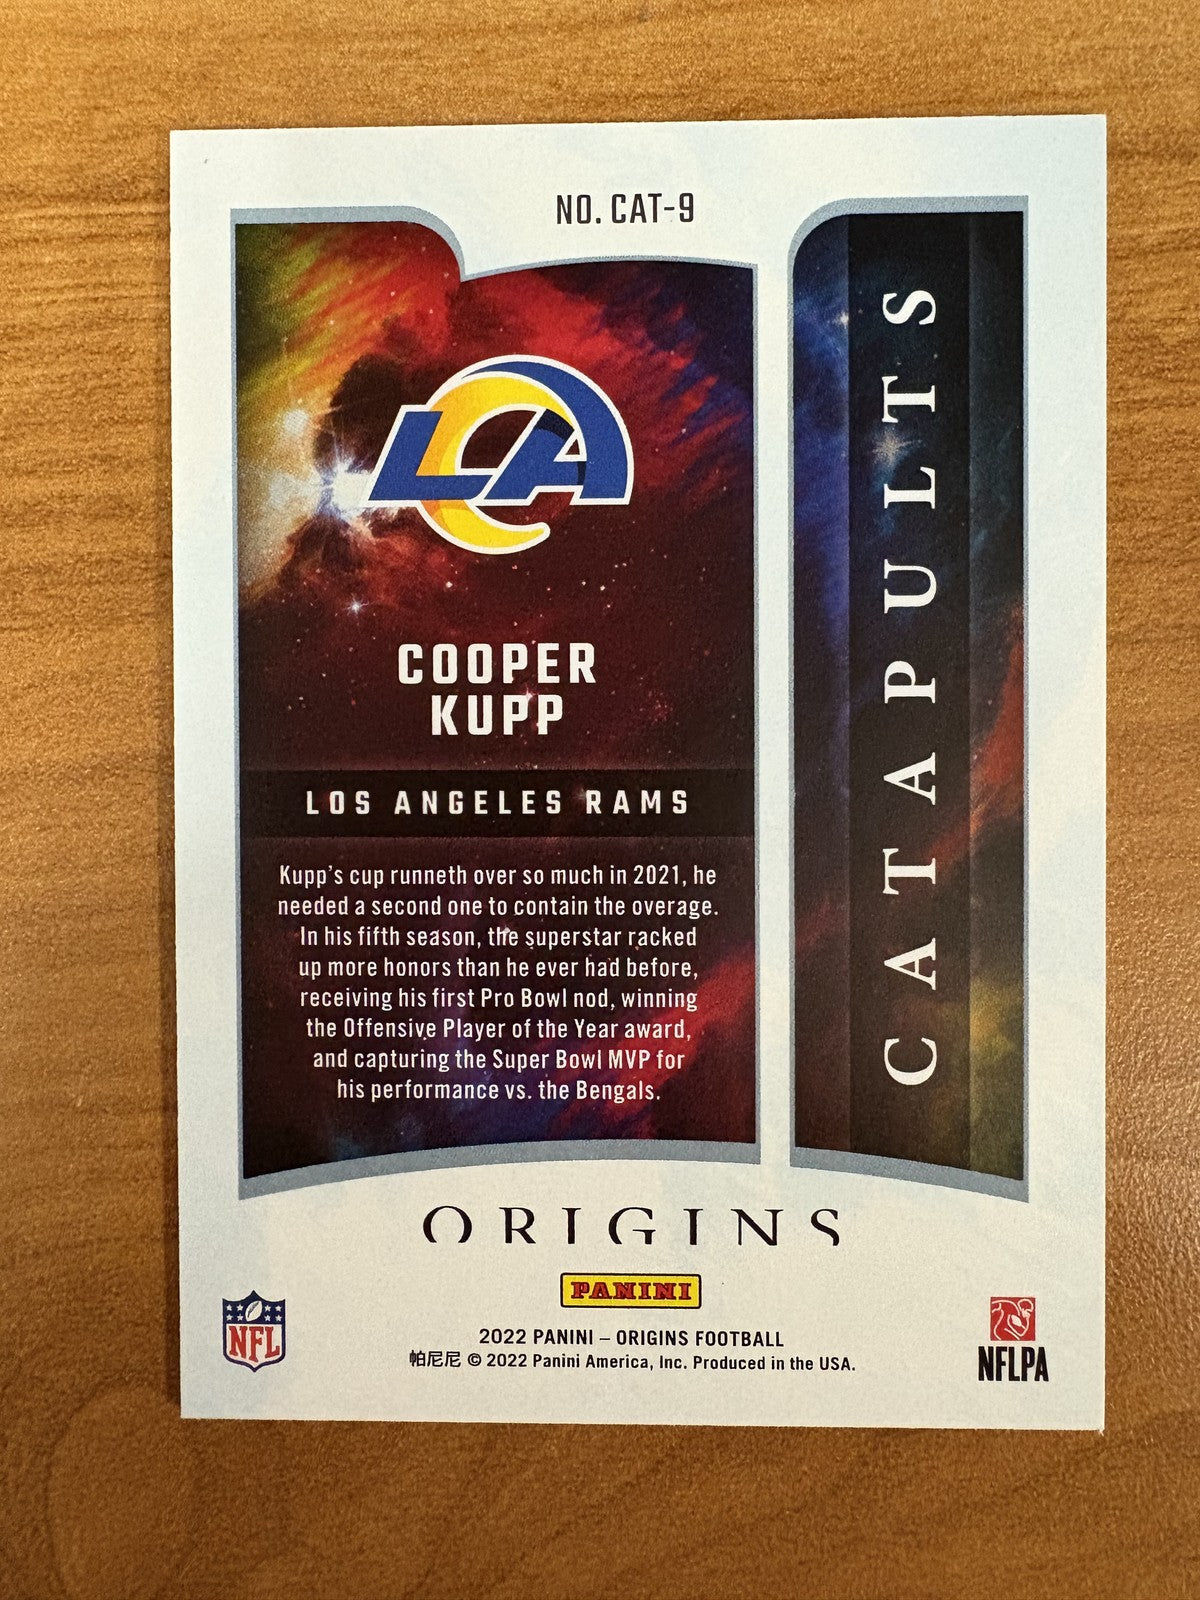 NO. CAT-9
LA
COOPER
KUPP
LOS ANGELES RAMS
Kupp's cup runneth over so much in 2021, he
needed a second one to contain the overage.
In his fifth season, the superstar racked
up more honors than he ever had before,
receiving his first Pro Bowl nod, winning
the Offensive Player of the Year award,
and capturing the Super Bowl MVP for
his performance vs. the Bengals.
CATAPULTS
ORIGINS
PANINI
NFL
2022 PANINI – ORIGINS FOOTBALL
帕尼尼 © 2022 Panini America, Inc. Produced in the USA.
NFLPA